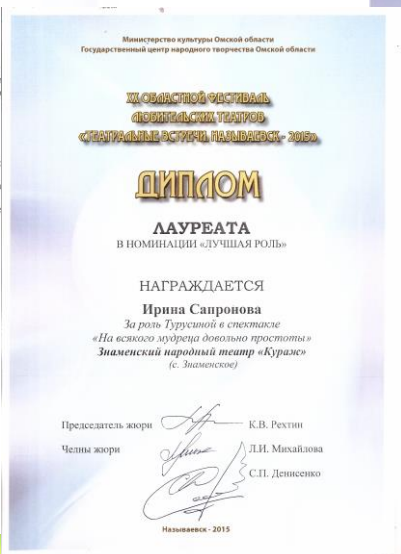 Министерство культуры Омской области
Государственный центр народного творчества Омской области
XX ОБЛАСТНОЙ ФЕСТИВАЛЬ
ЛЮБИТЕЛЬСКИХ ТЕАТРОВ
«ТЕАТРАЛЬНЫЕ ВСТРЕЧИ. НАЗЫВАЕВСК - 2015»
ДИПЛОМ
ЛАУРЕАТА
В НОМИНАЦИИ «ЛУЧШАЯ РОЛЬ»
НАГРАЖДАЕТСЯ
Ирина Сапронова
За роль Турусиной в спектакле
«На всякого мудреца довольно простоты»
Знаменский народный театр «Кураж»
(с. Знаменское)
Председатель жюри К.В. Рехтин
Челны жюри Л.И. Михайлова
С.П. Денисенко
Называевск - 2015